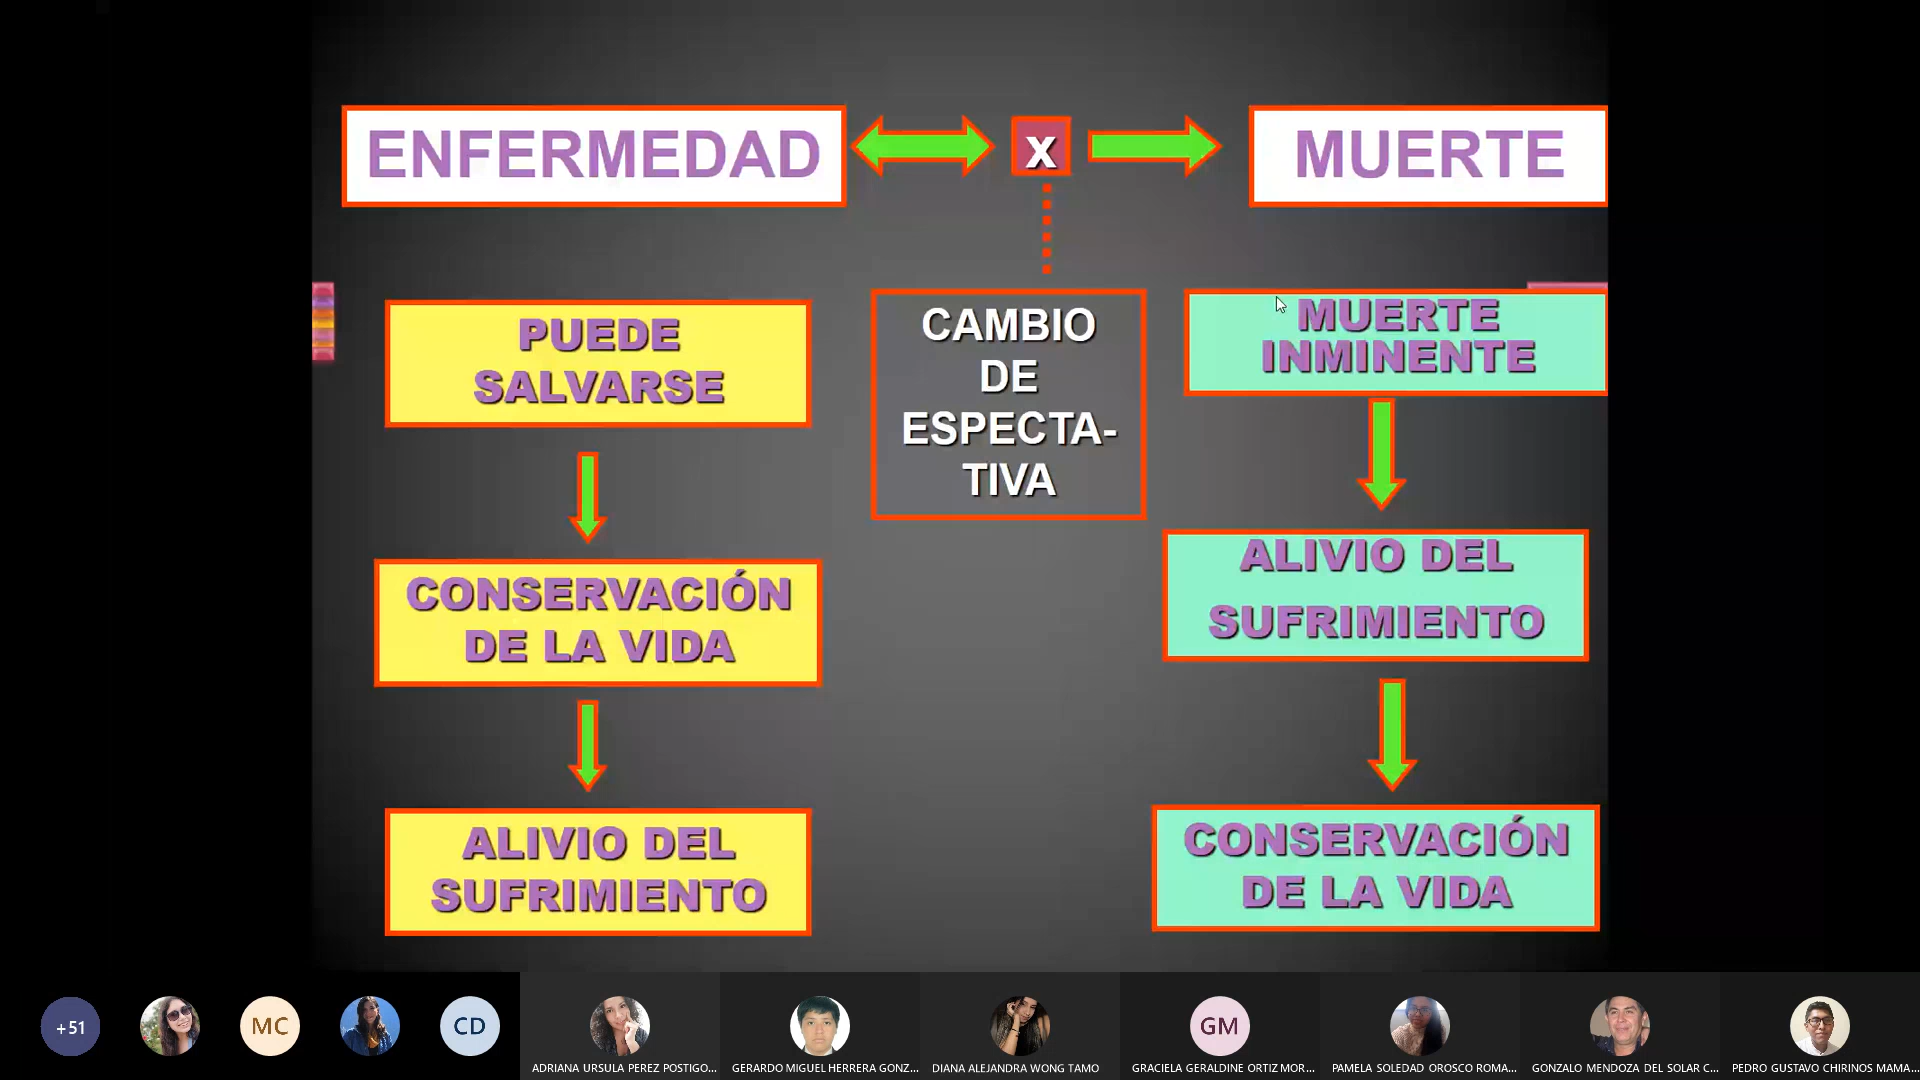 ENFERMEDAD
x
MUERTE
PUEDE
SALVARSE
CONSERVACIÓN
DE LA VIDA
ALIVIO DEL
SUFRIMIENTO
CAMBIO
DE
ESPECTA-
TIVA
MUERTE
INMINENTE
ALIVIO DEL
SUFRIMIENTO
CONSERVACIÓN
DE LA VIDA
+51
MC
CD
ADRIANA URSULA PEREZ POSTIGO...
GERARDO MIGUEL HERRERA GONZ...
DIANA ALEJANDRA WONG TAMO
GM
GRACIELA GERALDINE ORTIZ MOR...
PAMELA SOLEDAD OROSCO ROMA...
GONZALO MENDOZA DEL SOLAR C...
PEDRO GUSTAVO CHIRINOS MAMA...